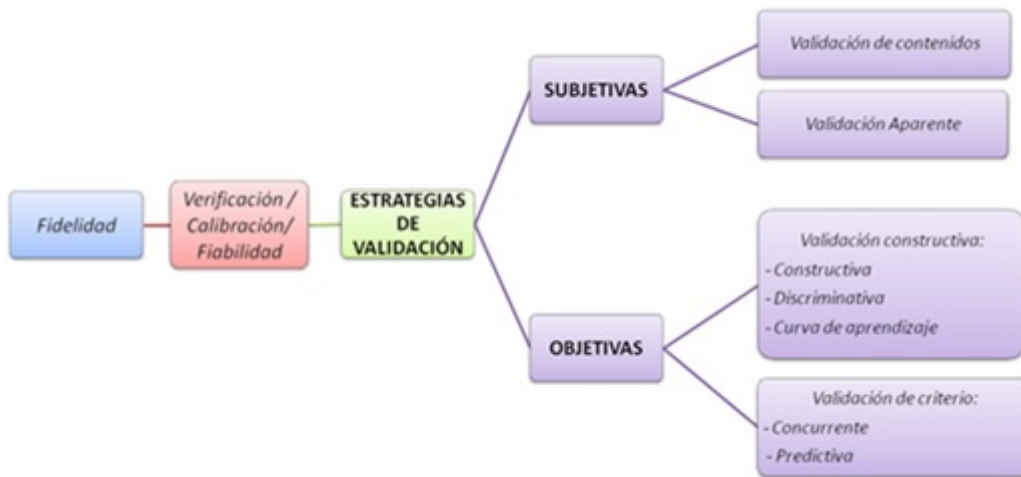 Fidelidad
Verificación /
Calibración/
Fiabilidad
ESTRATEGIAS
DE
VALIDACIÓN
SUBJETIVAS
Validación de contenidos
Validación Aparente
OBJETIVAS
Validación constructiva:
- Constructiva
- Discriminativa
- Curva de aprendizaje
Validación de criterio:
- Concurrente
- Predictiva